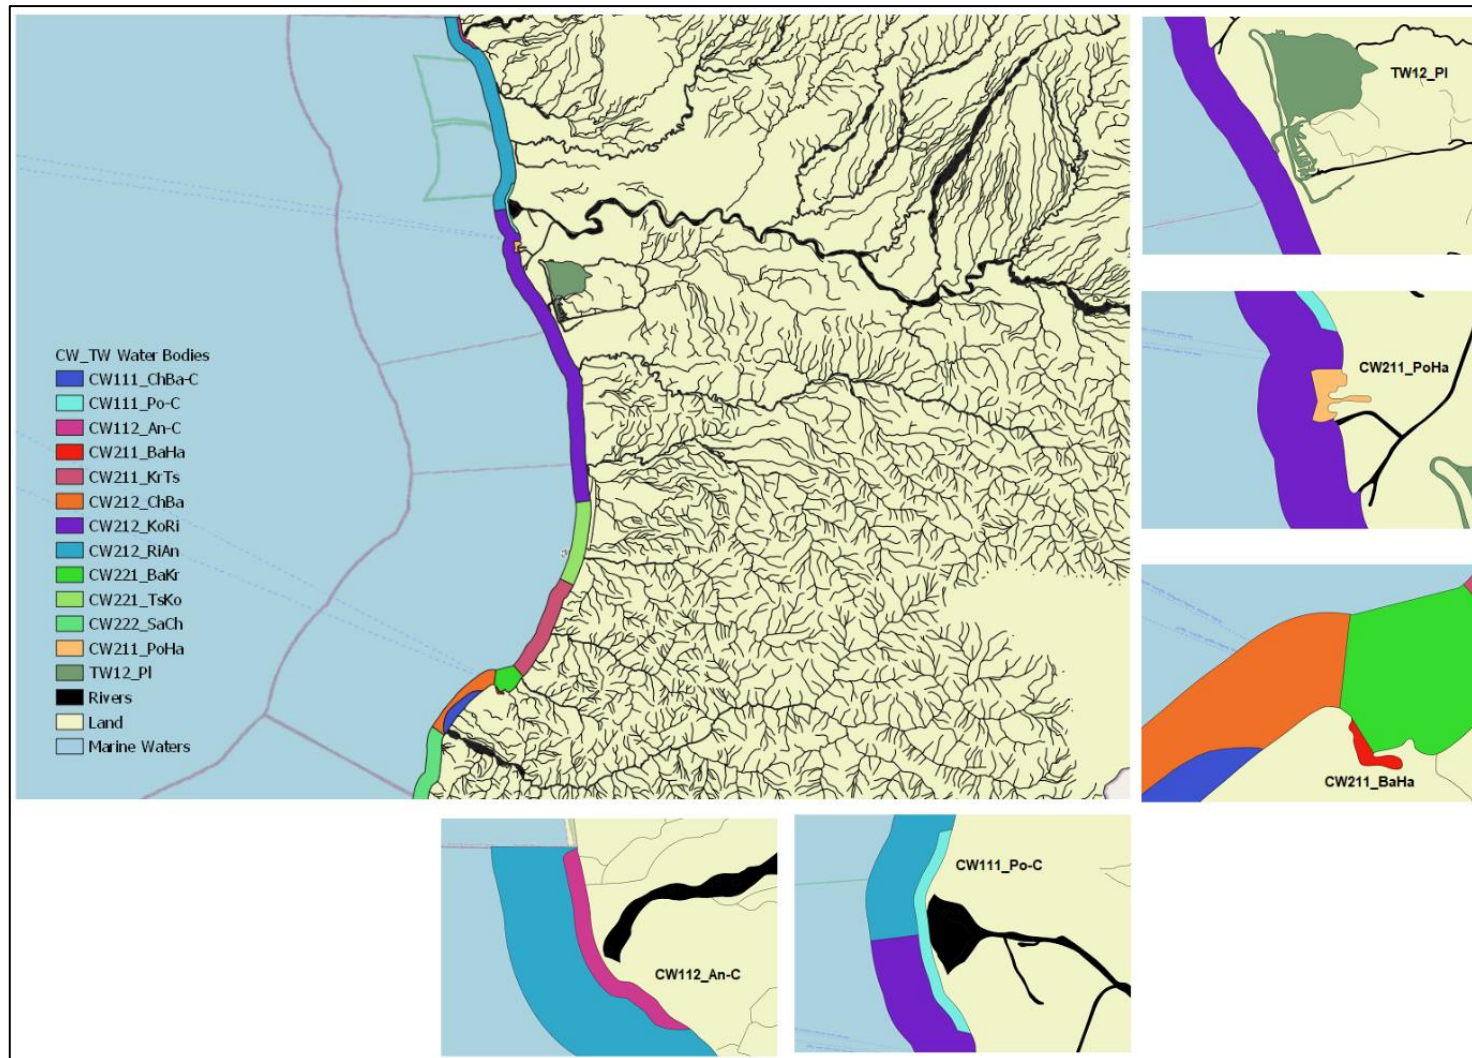 CW_TW Water Bodies
CW111_ChBa-C
CW111_Po-C
CW112_An-C
CW211_BaHa
CW211_KrTs
CW212_ChBa
CW212_KoRi
CW212_RiAn
CW221_BaKr
CW221_TsKo
CW222_SaCh
CW211_PoHa
TW12_Pl
Rivers
Land
Marine Waters
TW12_Pl
CW211_PoHa
CW211_BaHa
CW112_An-C
CW111_Po-C